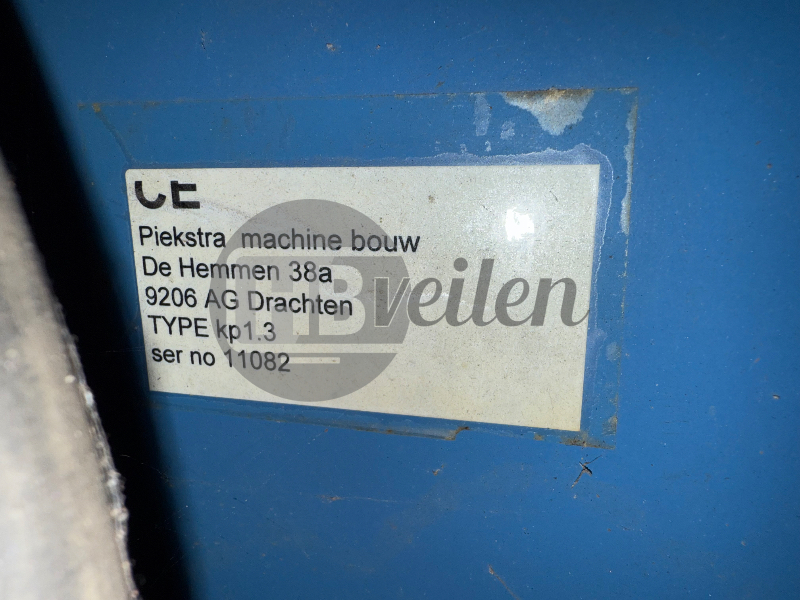 CE
Piekstra machine bouw
De Hemmen 38a
9206 AG Drachten
TYPE kp1.3
ser no 11082
HBveilen